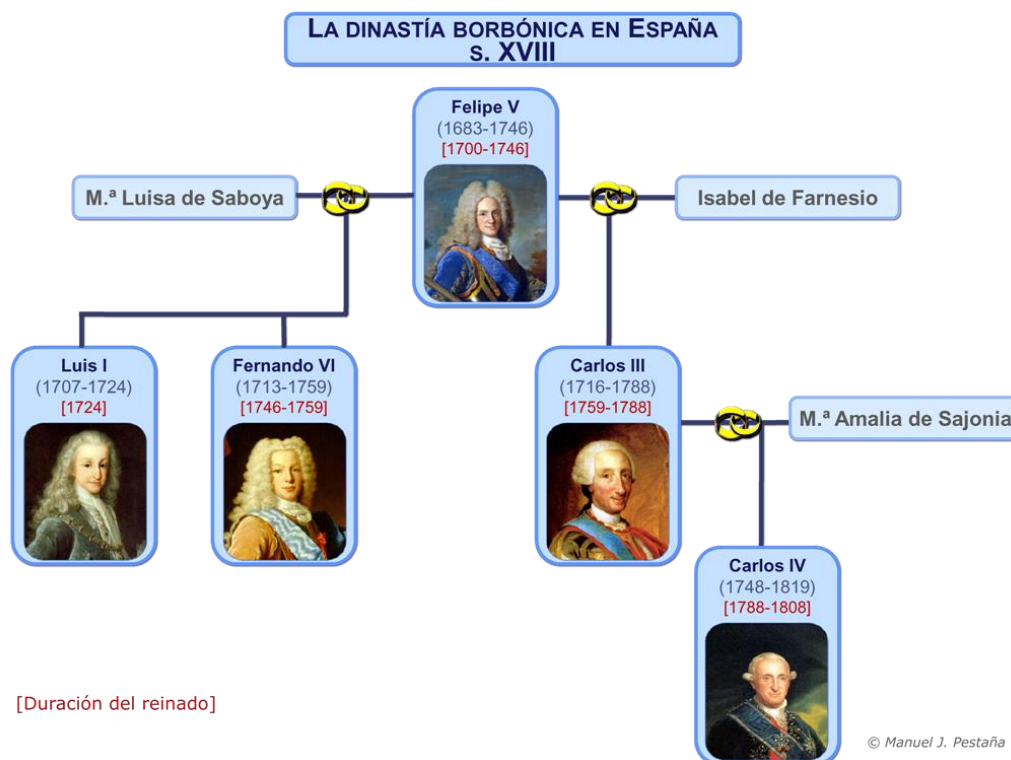 LA DINASTÍA BORBÓNICA EN ESPAÑA
S. XVIII
Felipe V
(1683-1746)
[1700-1746]
M.ª Luisa de Saboya
Isabel de Farnesio
Luis I
(1707-1724)
[1724]
Fernando VI
(1713-1759)
[1746-1759]
Carlos III
(1716-1788)
[1759-1788]
M.ª Amalia de Sajonia
Carlos IV
(1748-1819)
[1788-1808]
[Duración del reinado]
© Manuel J. Pestaña